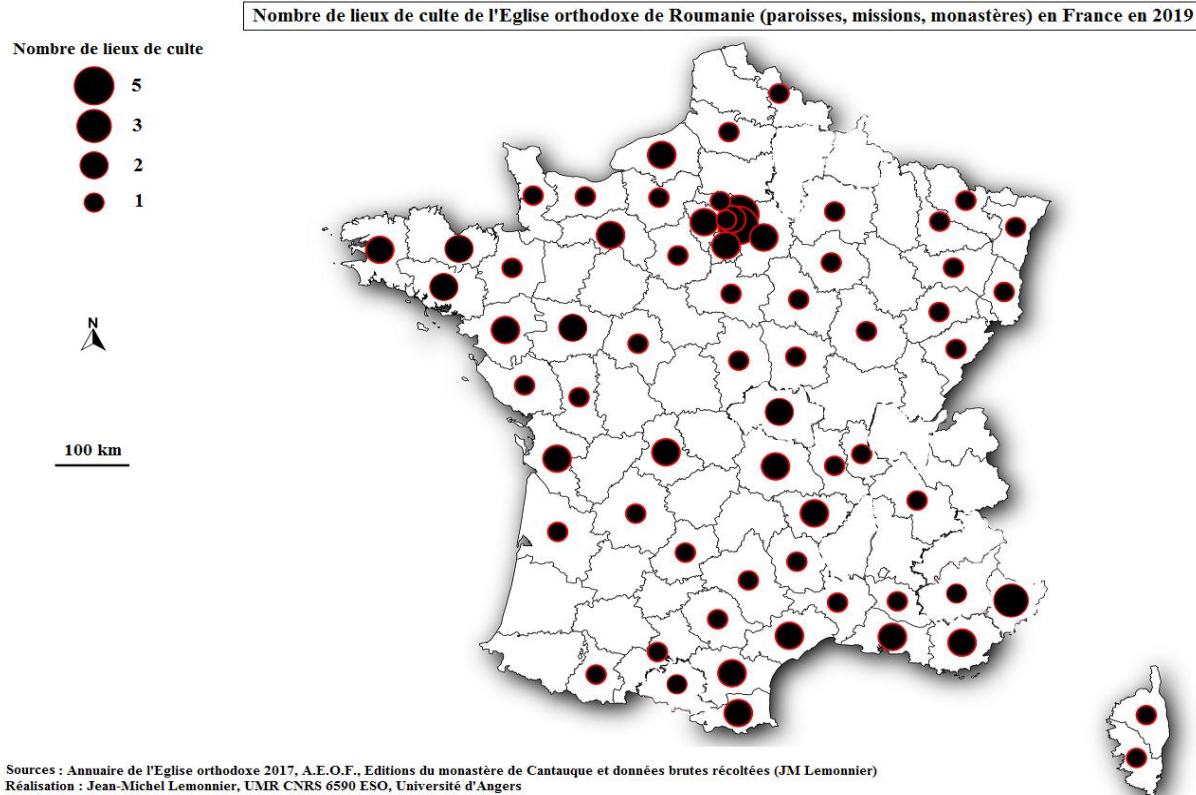 Nombre de lieux de culte de l'Eglise orthodoxe de Roumanie (paroisses, missions, monastères) en France en 2019
Nombre de lieux de culte
5
3
2
1
N
100 km
Sources : Annuaire de l'Eglise orthodoxe 2017, A.E.O.F., Editions du monastère de Cantauque et données brutes récoltées (JM Lemonnier)
Réalisation : Jean-Michel Lemonnier, UMR CNRS 6590 ESO, Université d'Angers